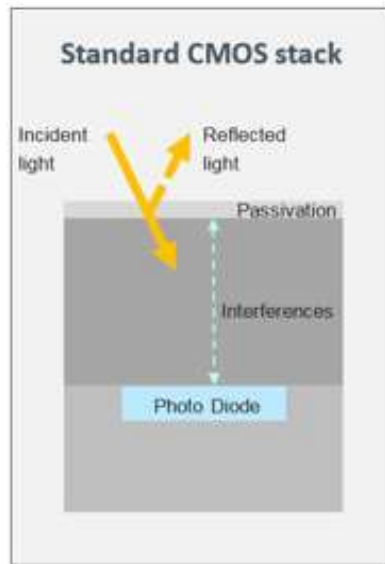 Standard CMOS stack
Incident
light
Reflected
light
Passivation
Interferences
Photo Diode